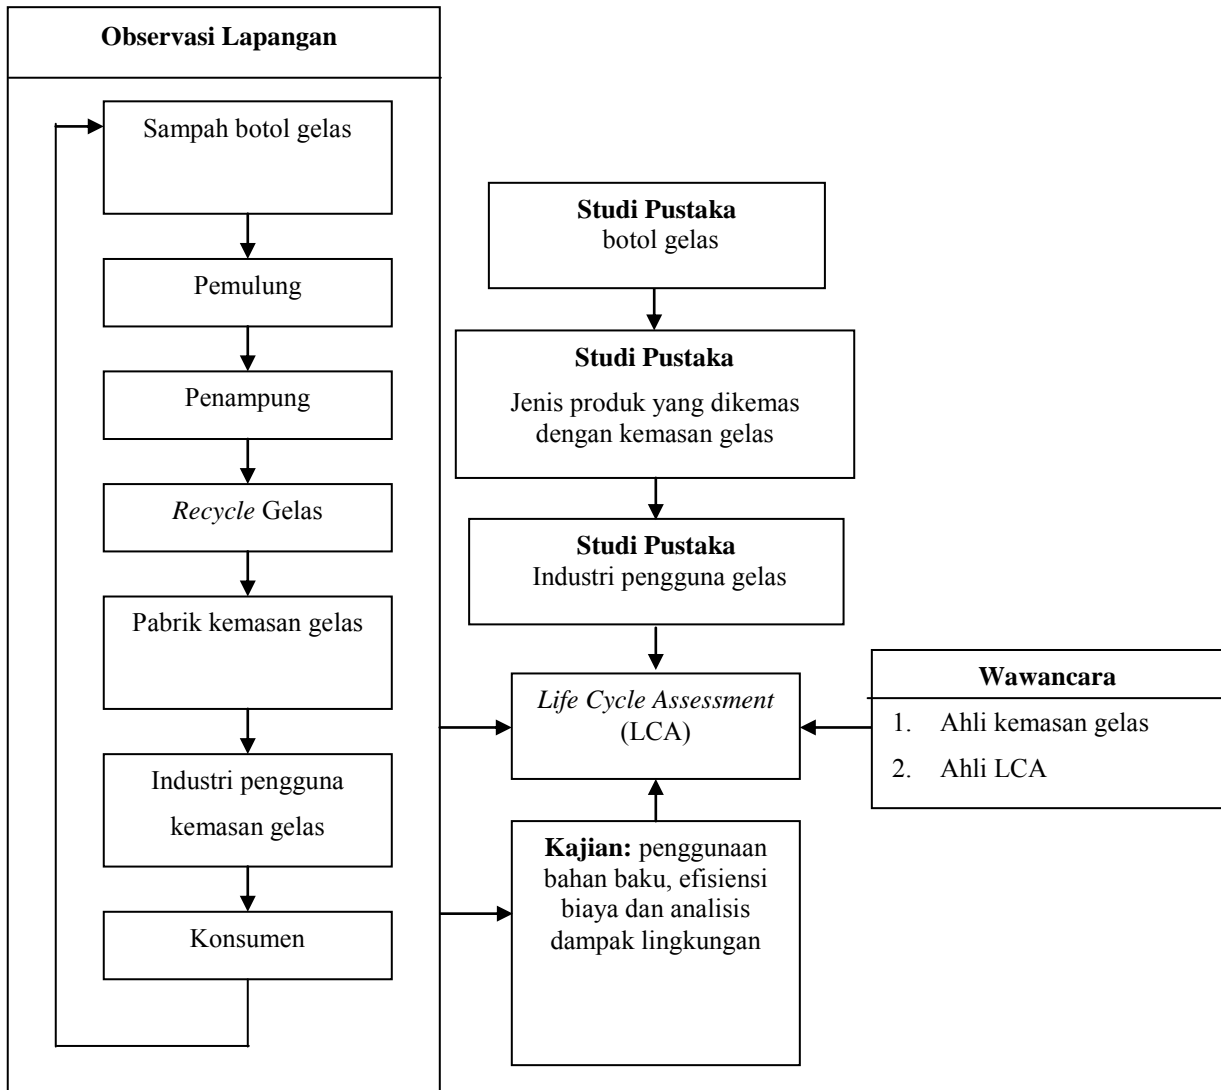 Observasi Lapangan
Sampah botol gelas
Pemulung
Penampung
Recycle Gelas
Pabrik kemasan gelas
Industri pengguna
kemasan gelas
Konsumen
Studi Pustaka
botol gelas
Studi Pustaka
Jenis produk yang dikemas
dengan kemasan gelas
Studi Pustaka
Industri pengguna gelas
Life Cycle Assessment
(LCA)
Kajian: penggunaan
bahan baku, efisiensi
biaya dan analisis
dampak lingkungan
Wawancara
1. Ahli kemasan gelas
2. Ahli LCA